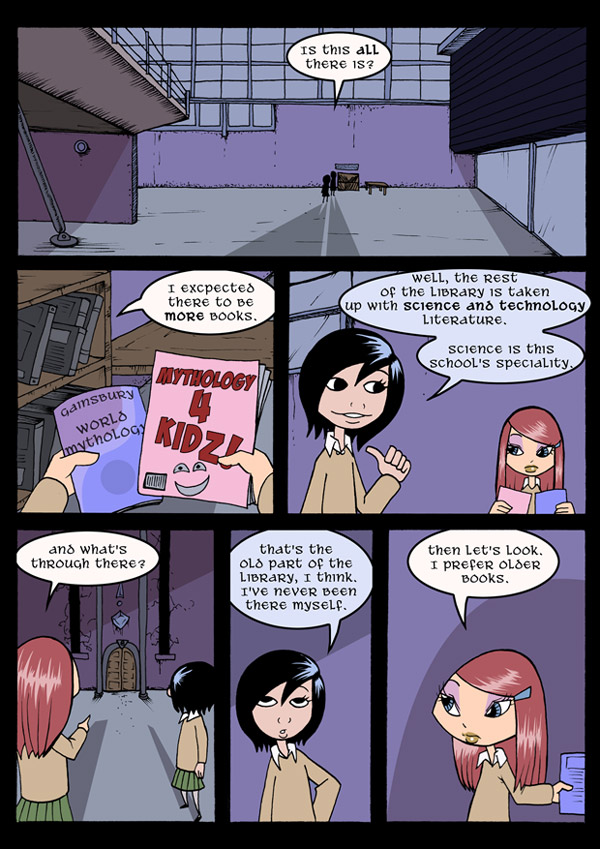 Is this all
there is?
I excpected
there to be
more books.
Gainsbury
World
Mythology
MYTHOLOGY
4
KIDZ!
Well, the rest
of the library is taken
up with science and technology
literature.
Science is this
school's speciality.
And what's
through there?
That's the
old part of the
library, I think.
I've never been
there myself.
Then let's look.
I prefer older
books.